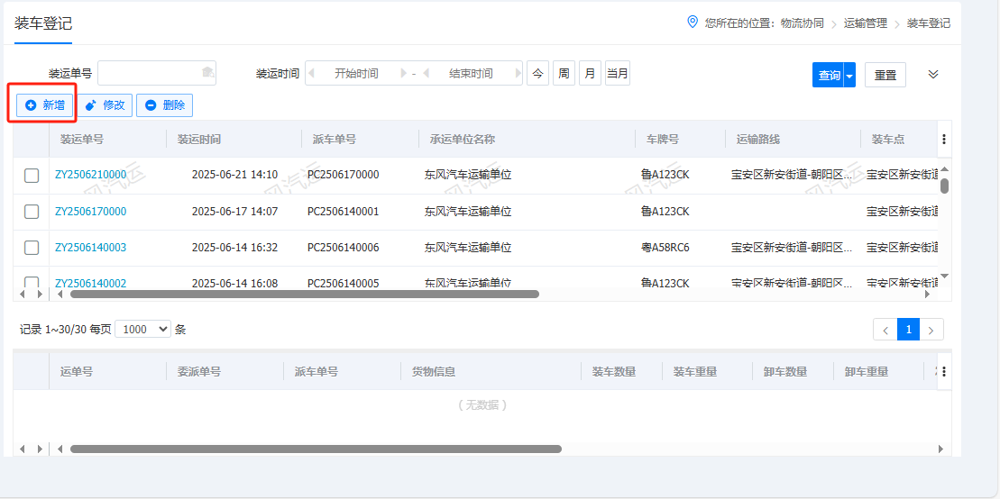 装车登记
您所在的位置： 物流协同 > 运输管理 > 装车登记
装运单号 装运时间 开始时间 - 结束时间 今 周 月 当月 查询 重置
新增 修改 删除
装运单号 装运时间 派车单号 承运单位名称 车牌号 运输路线 装车点
ZY2506210000 2025-06-21 14:10 PC2506170000 东风汽车运输单位 鲁A123CK 宝安区新安街道-朝阳区... 宝安区新安街道
ZY2506170000 2025-06-17 14:07 PC2506140001 东风汽车运输单位 鲁A123CK 宝安区新安街道
ZY2506140003 2025-06-14 16:32 PC2506140006 东风汽车运输单位 粤A58RC6 宝安区新安街道-朝阳区... 宝安区新安街道
ZY2506140002 2025-06-14 16:08 PC2506140005 东风汽车运输单位 鲁A123CK 宝安区新安街道-朝阳区... 宝安区新安街道
记录 1~30/30 每页 1000 条 1
运单号 委派单号 派车单号 货物信息 装车数量 装车重量 卸车数量 卸车重量
（无数据）